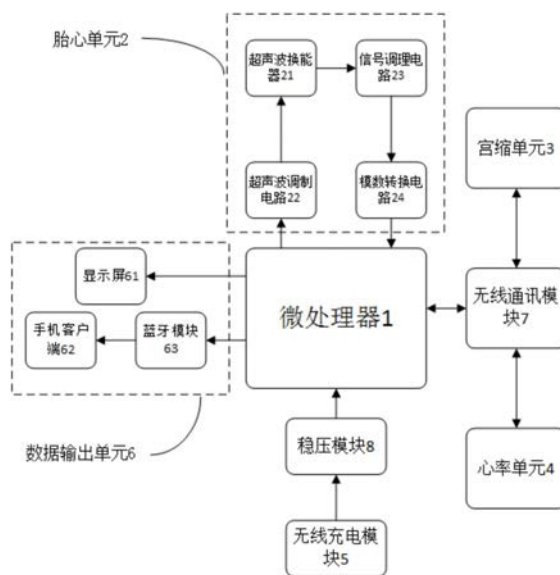 胎心单元2
超声波换能
器21
信号调理电
路23
超声波调制
电路22
模数转换电
路24
宫缩单元3
显示屏61
手机客户
端62
蓝牙模块
63
微处理器1
无线通讯模
块7
数据输出单元6
稳压模块8
心率单元4
无线充电模
块5